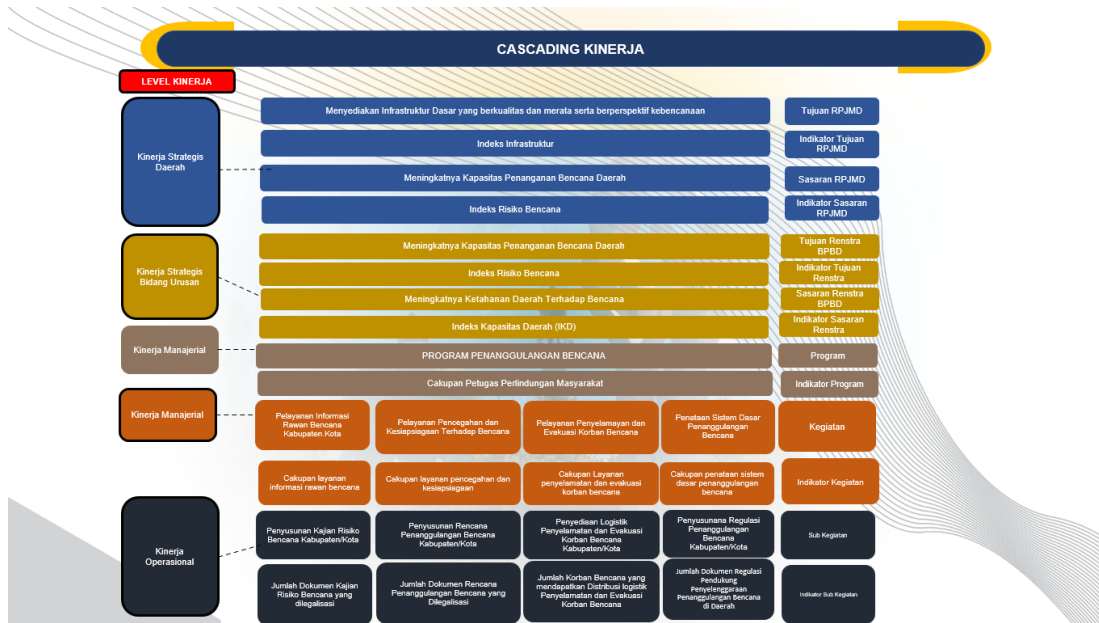 CASCADING KINERJA
LEVEL KINERJA
Kinerja Strategis
Daerah
Menyediakan Infrastruktur Dasar yang berkualitas dan merata serta berperspektif kebencanaan
Tujuan RPJMD
Indeks Infrastruktur
Indikator Tujuan
RPJMD
Meningkatnya Kapasitas Penanganan Bencana Daerah
Sasaran RPJMD
Indeks Risiko Bencana
Indikator Sasaran
RPJMD
Kinerja Strategis
Bidang Urusan
Meningkatnya Kapasitas Penanganan Bencana Daerah
Tujuan Renstra
BPBD
Indeks Risiko Bencana
Indikator Tujuan
Renstra
Meningkatnya Ketahanan Daerah Terhadap Bencana
Sasaran Renstra
BPBD
Indeks Kapasitas Daerah (IKD)
Indikator Sasaran
Renstra
Kinerja Manajerial
PROGRAM PENANGGULANGAN BENCANA
Program
Cakupan Petugas Perlindungan Masyarakat
Indikator Program
Kinerja Manajerial
Pelayanan Informasi
Rawan Bencana
Kabupaten.Kota
Pelayanan Pencegahan dan
Kesiapsiagaan Terhadap Bencana
Pelayanan Penyelamayan dan
Evakuasi Korban Bencana
Penataan Sistem Dasar
Penanggulangan
Bencana
Kegiatan
Cakupan layanan
informasi rawan bencana
Cakupan layanan pencegahan dan
kesiapsiagaan
Cakupan Layanan
penyelamatan dan evakuasi
korban bencana
Cakupan penataan sistem
dasar penanggulangan
bencana
Indikator Kegiatan
Kinerja
Operasional
Penyusunan Kajian Risiko
Bencana Kabupaten/Kota
Penyusunan Rencana
Penanggulangan Bencana
Kabupaten/Kota
Penyediaan Logistik
Penyelamatan dan Evakuasi
Korban Bencana
Kabupaten/Kota
Penyusunana Regulasi
Penanggulangan
Bencana
Kabupaten/Kota
Sub Kegiatan
Jumlah Dokumen Kajian
Risiko Bencana yang
dilegalisasi
Jumlah Dokumen Rencana
Penanggulangan Bencana yang
Dilegalisasi
Jumlah Korban Bencana yang
mendapatkan Distribusi logistik
Penyelamatan dan Evakuasi
Korban Bencana
Jumlah Dokumen Regulasi
Pendukung
Penyelenggaraan
Penanggulangan Bencana
di Daerah
Indikator Sub Kegiatan